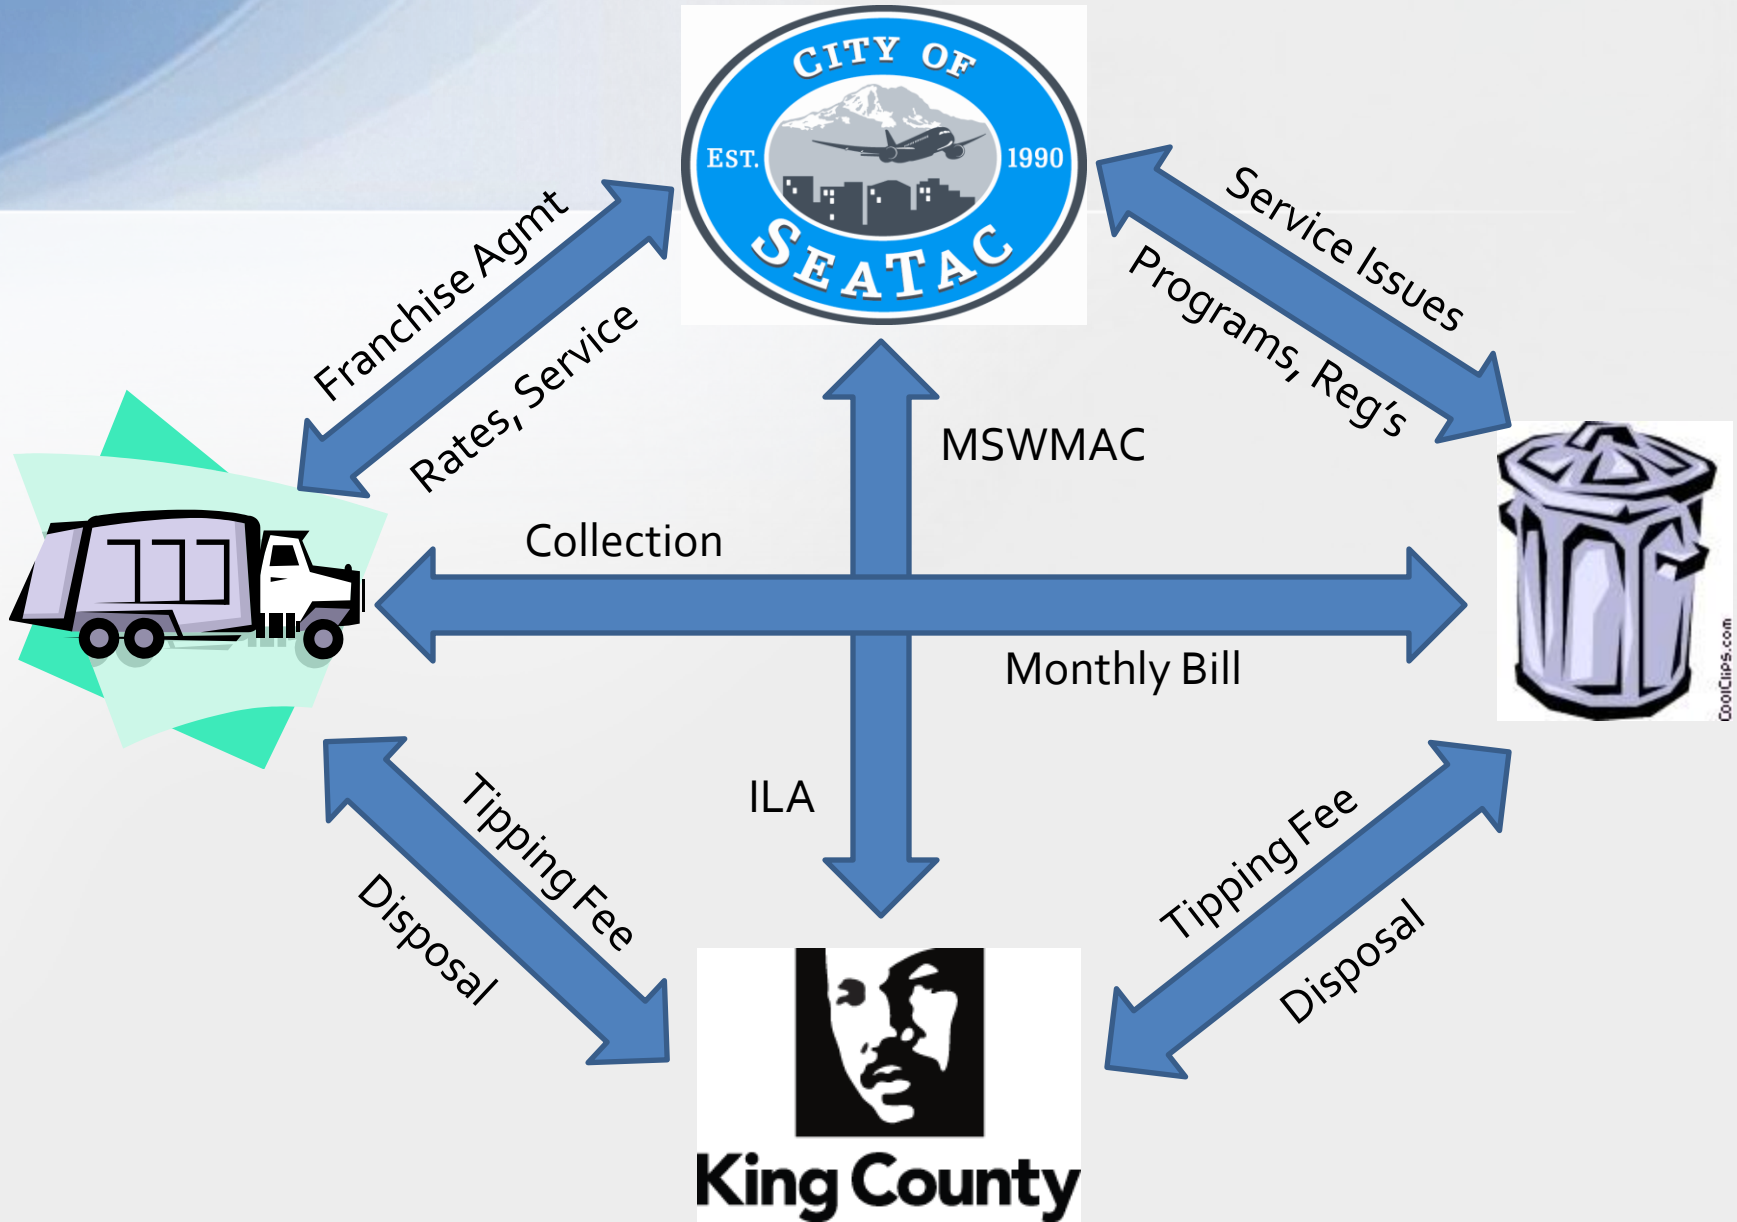 CITY OF
EST. 1990
SEATAC
Franchise Agmt
Rates, Service
Service Issues
Programs, Reg's
MSWMAC
Collection
Monthly Bill
ILA
Tipping Fee
Disposal
Tipping Fee
Disposal
CoolClips.com
King County